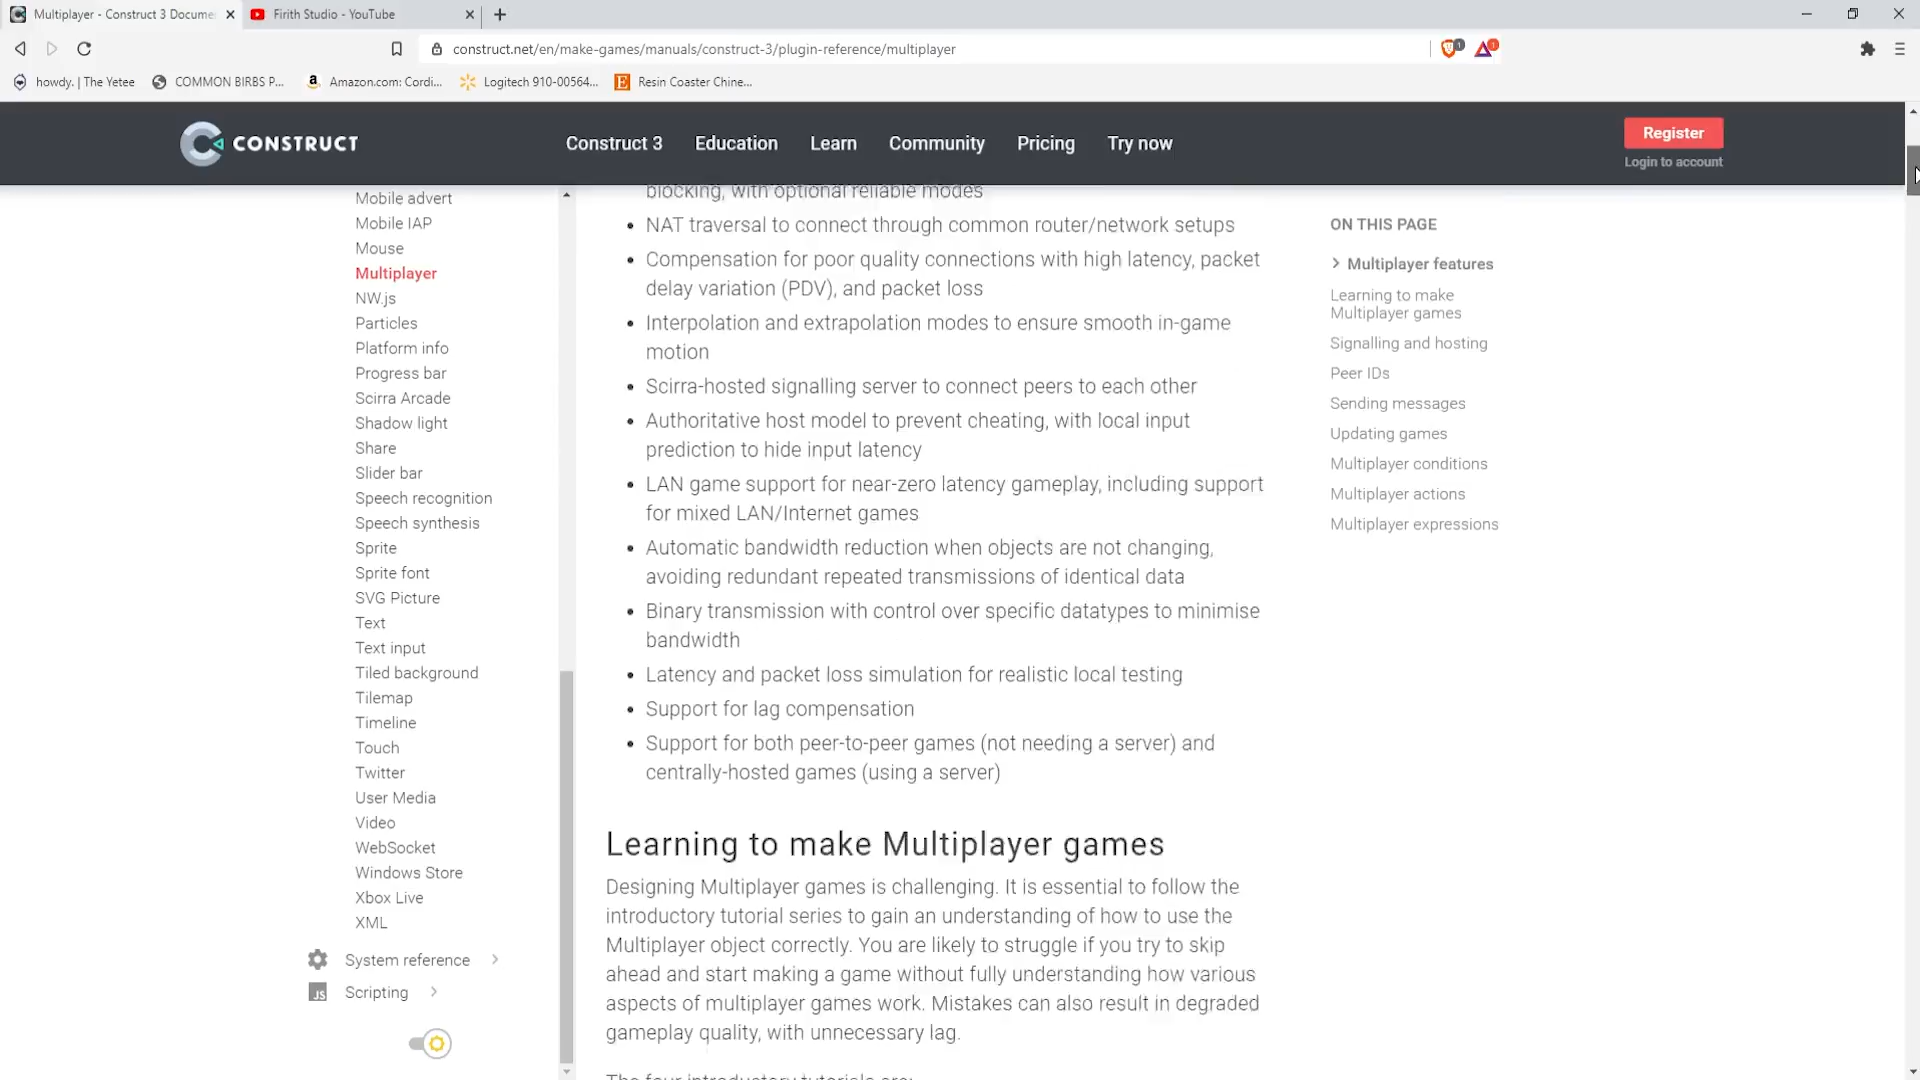 Multiplayer - Construct 3 Docume
Firith Studio - YouTube
construct.net/en/make-games/manuals/construct-3/plugin-reference/multiplayer
1
1
howdy. | The Yetee
COMMON BIRBS P...
Amazon.com: Cordi...
Logitech 910-00564...
Resin Coaster Chine...
CONSTRUCT
Construct 3
Education
Learn
Community
Pricing
Try now
Register
Login to account
Mobile advert
Mobile IAP
Mouse
Multiplayer
NW.js
Particles
Platform info
Progress bar
Scirra Arcade
Shadow light
Share
Slider bar
Speech recognition
Speech synthesis
Sprite
Sprite font
SVG Picture
Text
Text input
Tiled background
Tilemap
Timeline
Touch
Twitter
User Media
Video
WebSocket
Windows Store
Xbox Live
XML
System reference
JS Scripting
blocking, with optional reliable modes
• NAT traversal to connect through common router/network setups
• Compensation for poor quality connections with high latency, packet
delay variation (PDV), and packet loss
• Interpolation and extrapolation modes to ensure smooth in-game
motion
• Scirra-hosted signalling server to connect peers to each other
• Authoritative host model to prevent cheating, with local input
prediction to hide input latency
• LAN game support for near-zero latency gameplay, including support
for mixed LAN/Internet games
• Automatic bandwidth reduction when objects are not changing,
avoiding redundant repeated transmissions of identical data
• Binary transmission with control over specific datatypes to minimise
bandwidth
• Latency and packet loss simulation for realistic local testing
• Support for lag compensation
• Support for both peer-to-peer games (not needing a server) and
centrally-hosted games (using a server)
Learning to make Multiplayer games
Designing Multiplayer games is challenging. It is essential to follow the
introductory tutorial series to gain an understanding of how to use the
Multiplayer object correctly. You are likely to struggle if you try to skip
ahead and start making a game without fully understanding how various
aspects of multiplayer games work. Mistakes can also result in degraded
gameplay quality, with unnecessary lag.
The four introductory tutorials are:
ON THIS PAGE
Multiplayer features
Learning to make
Multiplayer games
Signalling and hosting
Peer IDs
Sending messages
Updating games
Multiplayer conditions
Multiplayer actions
Multiplayer expressions